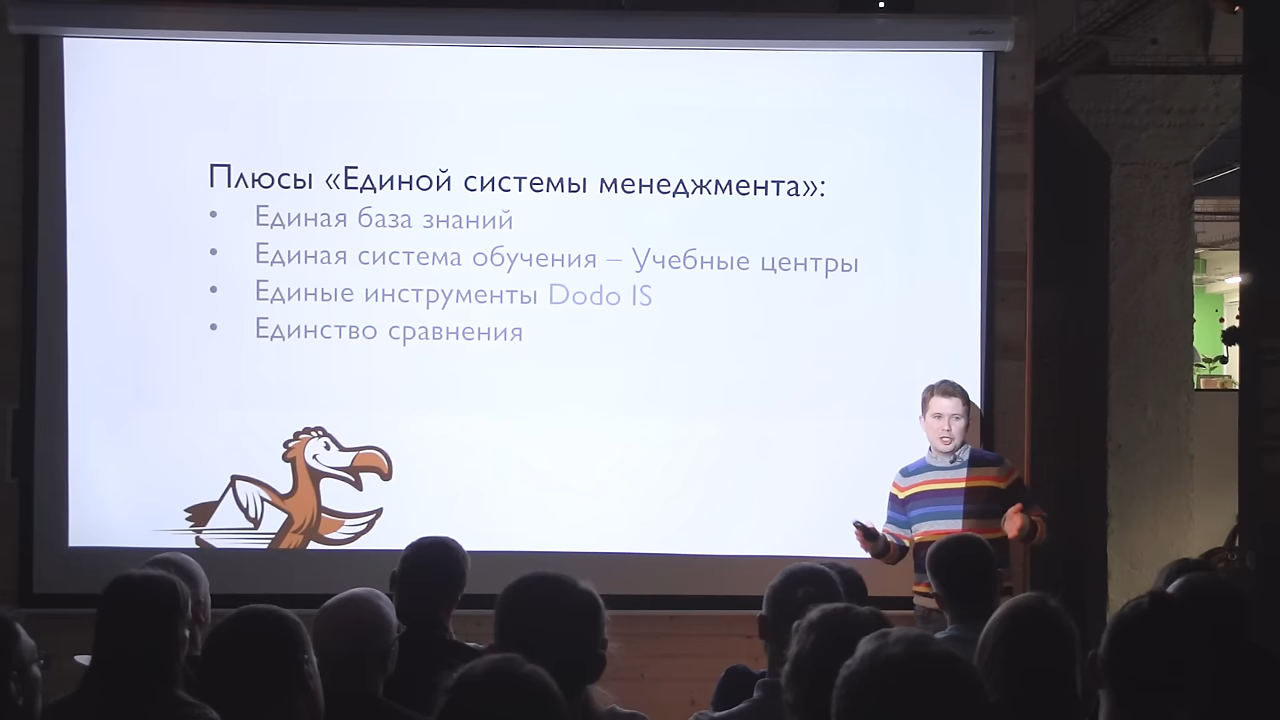 Плюсы «Единой системы менеджмента»:
• Единая база знаний
• Единая система обучения – Учебные центры
• Единые инструменты Dodo IS
• Единство сравнения